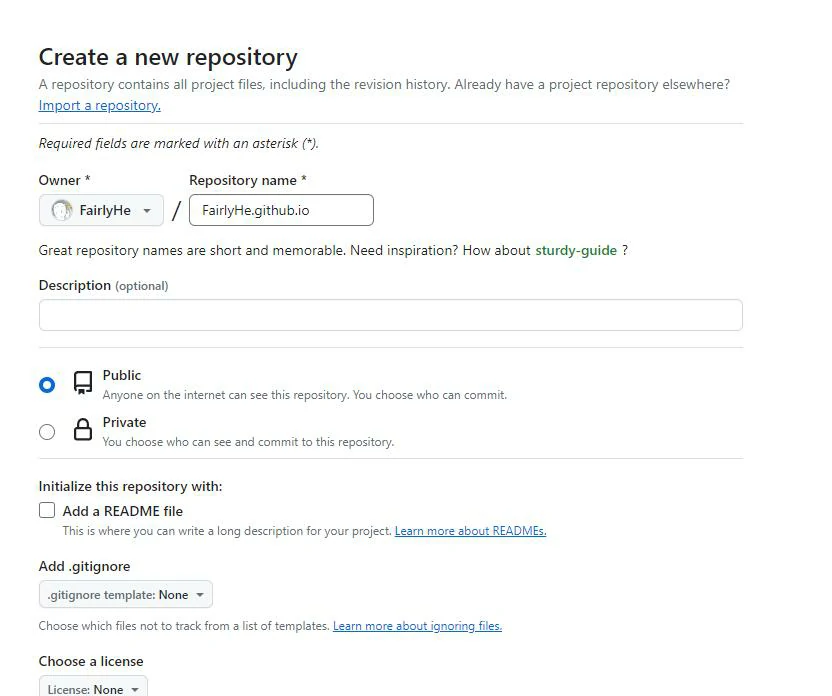 Create a new repository
A repository contains all project files, including the revision history. Already have a project repository elsewhere?
Import a repository.
Required fields are marked with an asterisk (*).
Owner * Repository name *
FairlyHe / FairlyHe.github.io
Great repository names are short and memorable. Need inspiration? How about sturdy-guide ?
Description (optional)
Public
Anyone on the internet can see this repository. You choose who can commit.
Private
You choose who can see and commit to this repository.
Initialize this repository with:
Add a README file
This is where you can write a long description for your project. Learn more about READMEs.
Add .gitignore
.gitignore template: None
Choose which files not to track from a list of templates. Learn more about ignoring files.
Choose a license
License: None